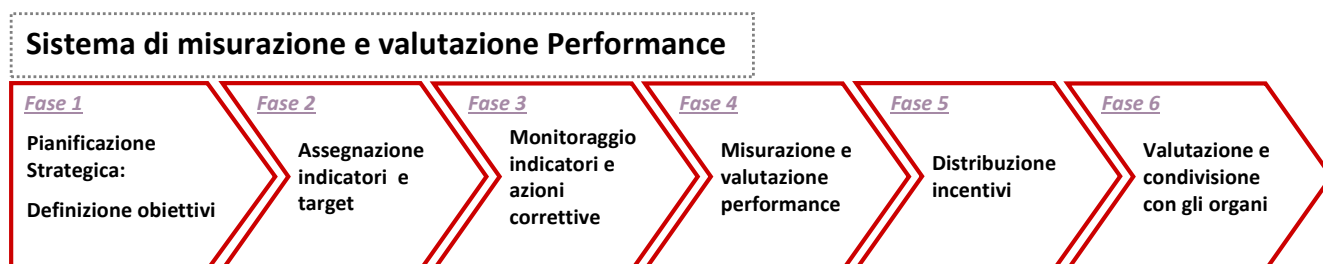 Sistema di misurazione e valutazione Performance
Fase 1
Pianificazione
Strategica:
Definizione obiettivi
Fase 2
Assegnazione
indicatori e
target
Fase 3
Monitoraggio
indicatori e
azioni
correttive
Fase 4
Misurazione e
valutazione
performance
Fase 5
Distribuzione
incentivi
Fase 6
Valutazione e
condivisione
con gli organi